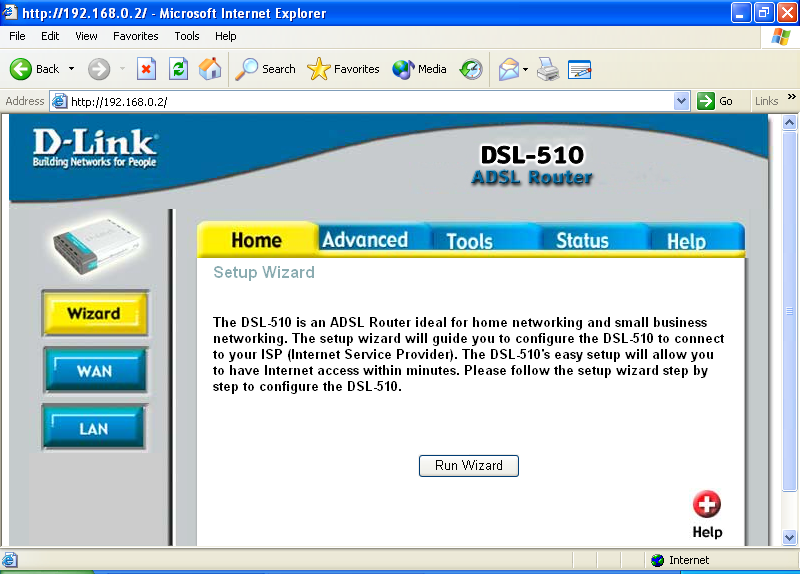 http://192.168.0.2/ - Microsoft Internet Explorer
File Edit View Favorites Tools Help
Back Search Favorites Media
Address http://192.168.0.2/ Go Links »
D-Link
Building Networks for People
DSL-510
ADSL Router
Home Advanced Tools Status Help
Wizard
WAN
LAN
Setup Wizard
The DSL-510 is an ADSL Router ideal for home networking and small business
networking. The setup wizard will guide you to configure the DSL-510 to connect
to your ISP (Internet Service Provider). The DSL-510's easy setup will allow you
to have Internet access within minutes. Please follow the setup wizard step by
step to configure the DSL-510.
Run Wizard
Help
Internet